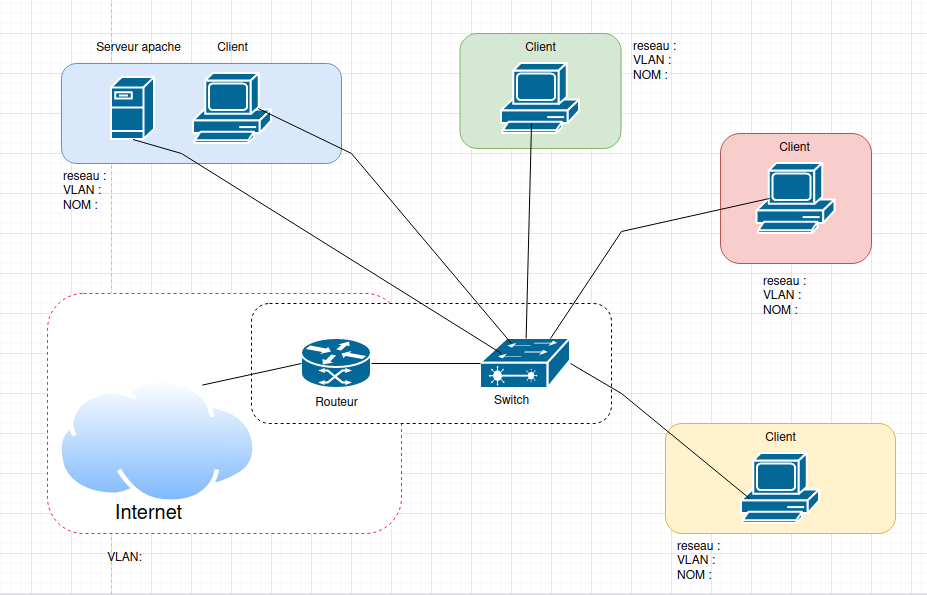 Serveur apache
Client
reseau :
VLAN :
NOM :
Client
reseau :
VLAN :
NOM :
Client
reseau :
VLAN :
NOM :
Routeur
Switch
Internet
VLAN:
Client
reseau :
VLAN :
NOM :